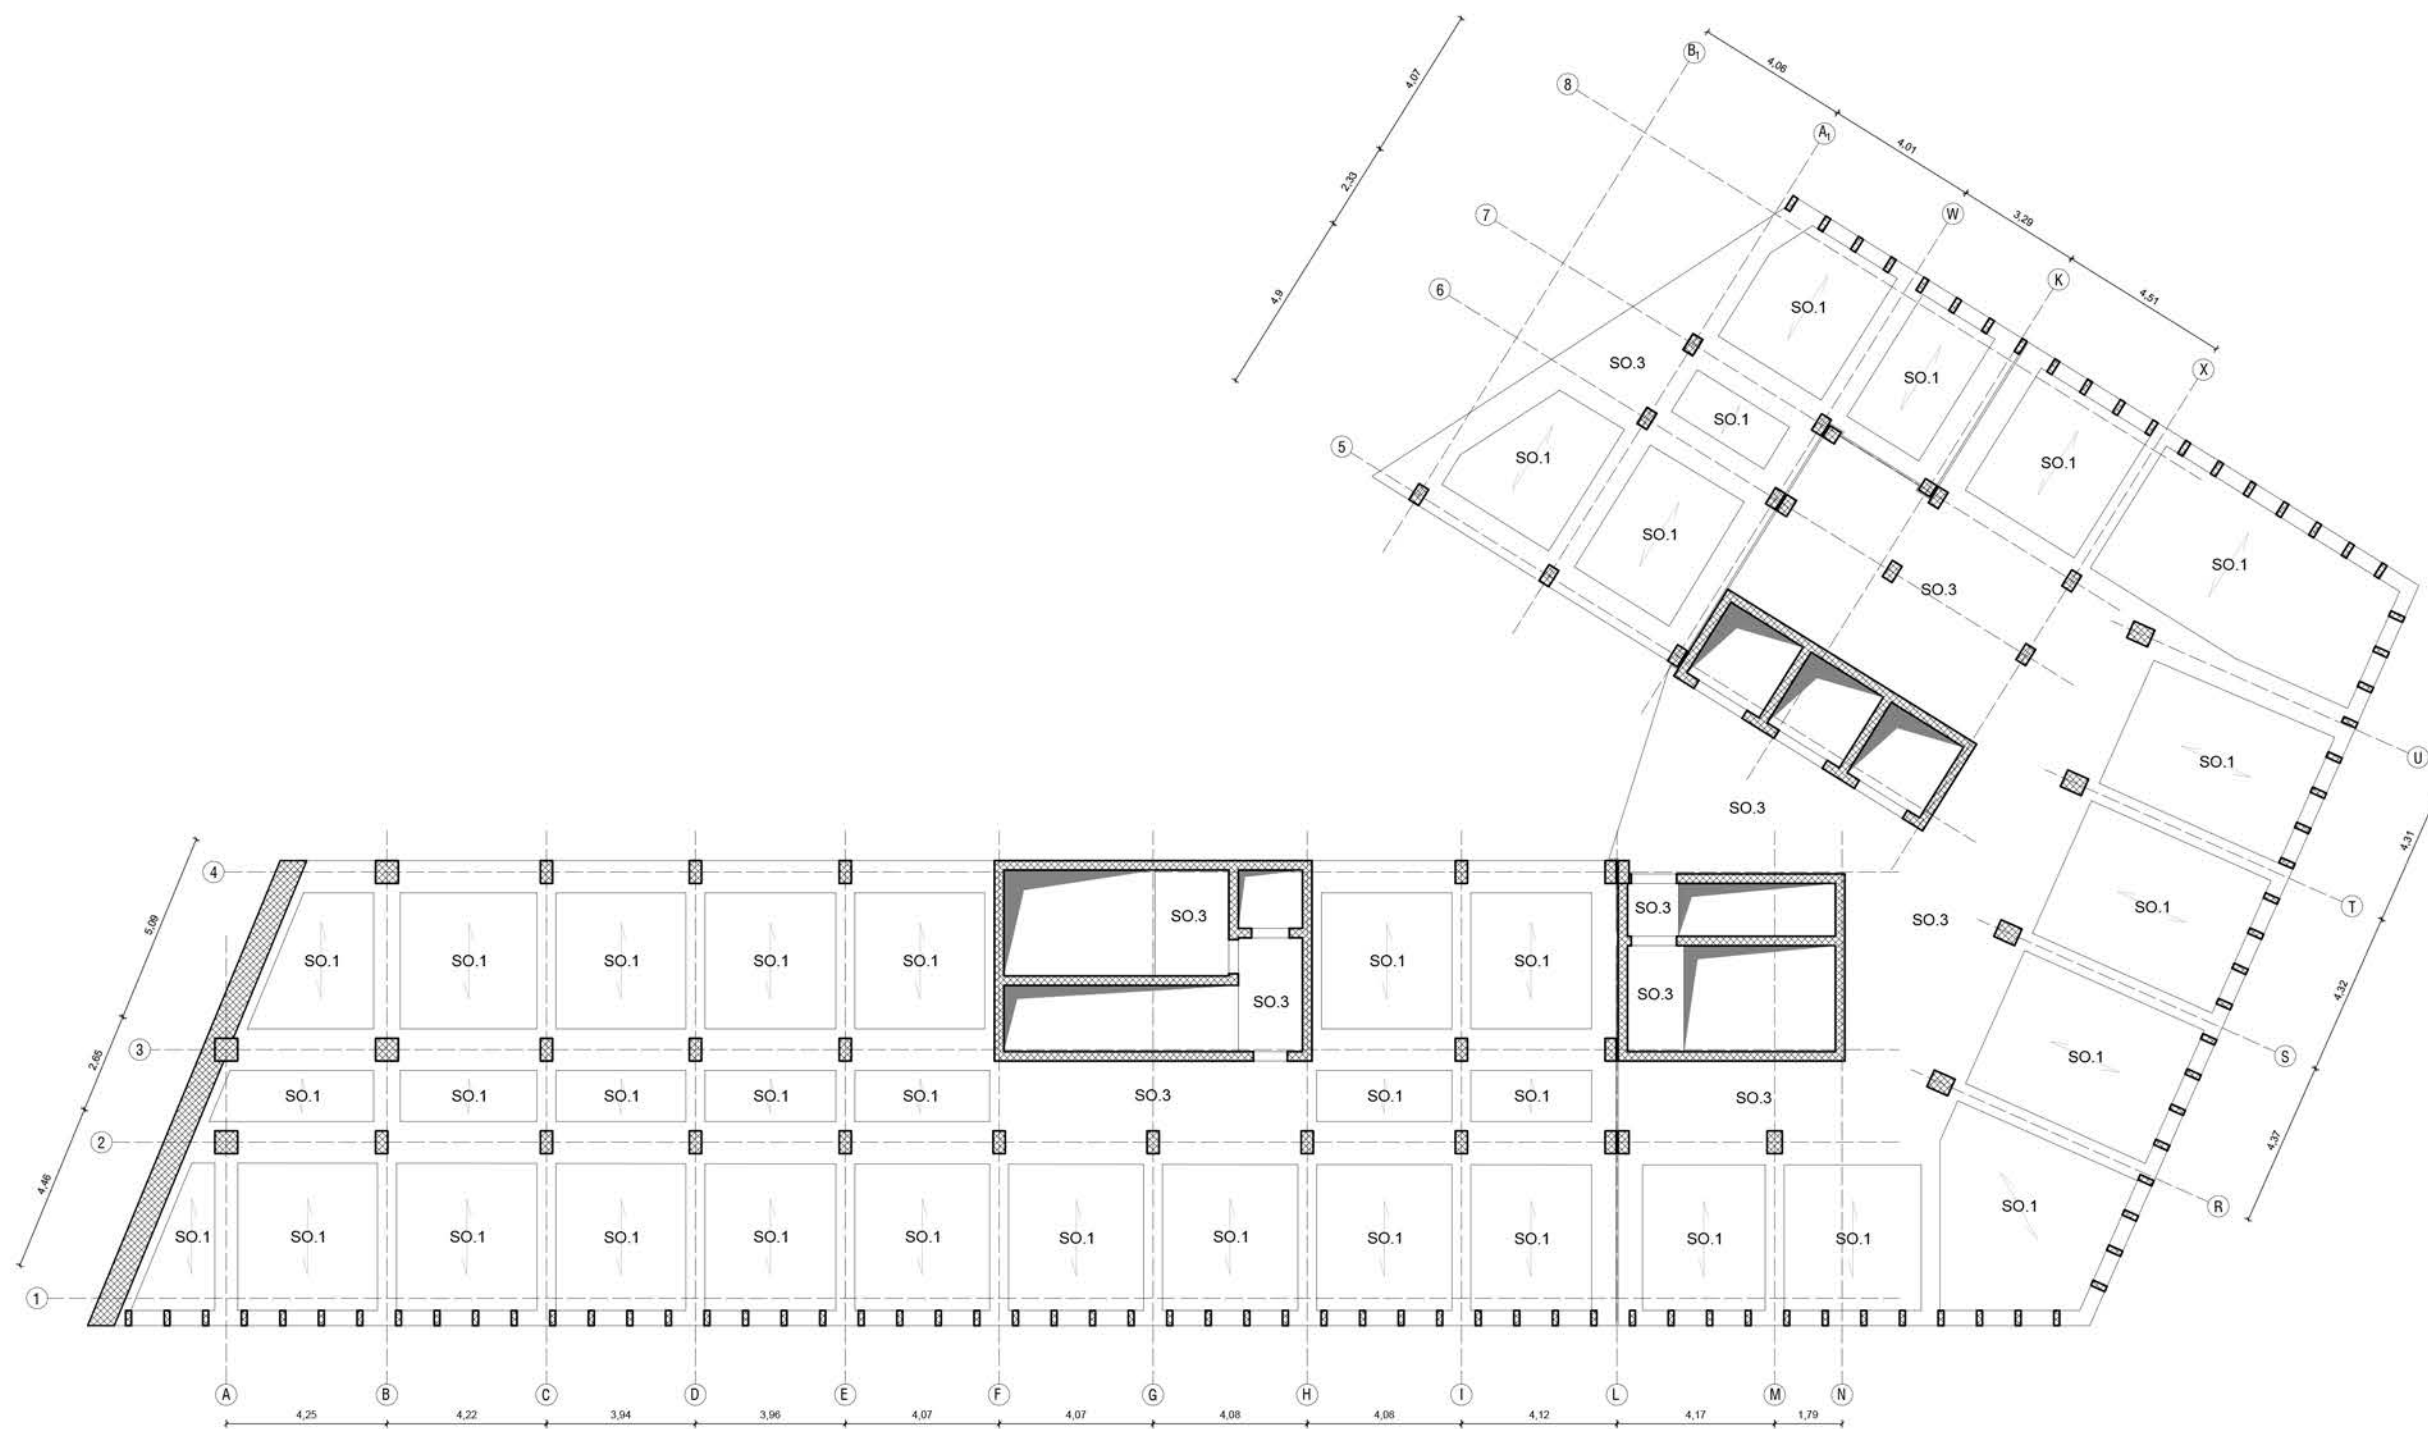 B₁
4,06
4,07
8
A₁
4,01
2,33
7
W
3,29
6
K
4,9
4,51
SO.1
SO.3
SO.1
X
SO.1
5
SO.1
SO.1
SO.1
SO.1
SO.1
SO.3
U
SO.1
SO.3
4,31
4
5,09
SO.1
SO.1
SO.1
SO.1
SO.1
SO.3
SO.3
SO.1
SO.1
SO.3
SO.3
SO.3
SO.1
T
4,32
3
2,65
SO.1
SO.1
SO.1
SO.1
SO.1
SO.3
SO.1
SO.1
SO.3
SO.1
S
2
4,46
4,37
SO.1
SO.1
SO.1
SO.1
SO.1
SO.1
SO.1
SO.1
SO.1
SO.1
SO.1
SO.1
SO.1
R
1
A
B
C
D
E
F
G
H
I
L
M
N
4,25
4,22
3,94
3,96
4,07
4,07
4,08
4,08
4,12
4,17
1,79